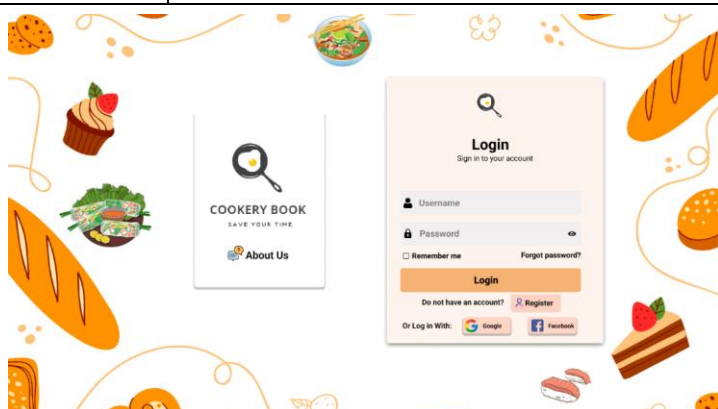 COOKERY BOOK
SAVE YOUR TIME
About Us
Login
Sign in to your account
Username
Password
Remember me Forgot password?
Login
Do not have an account? Register
Or Log in With: Google Facebook